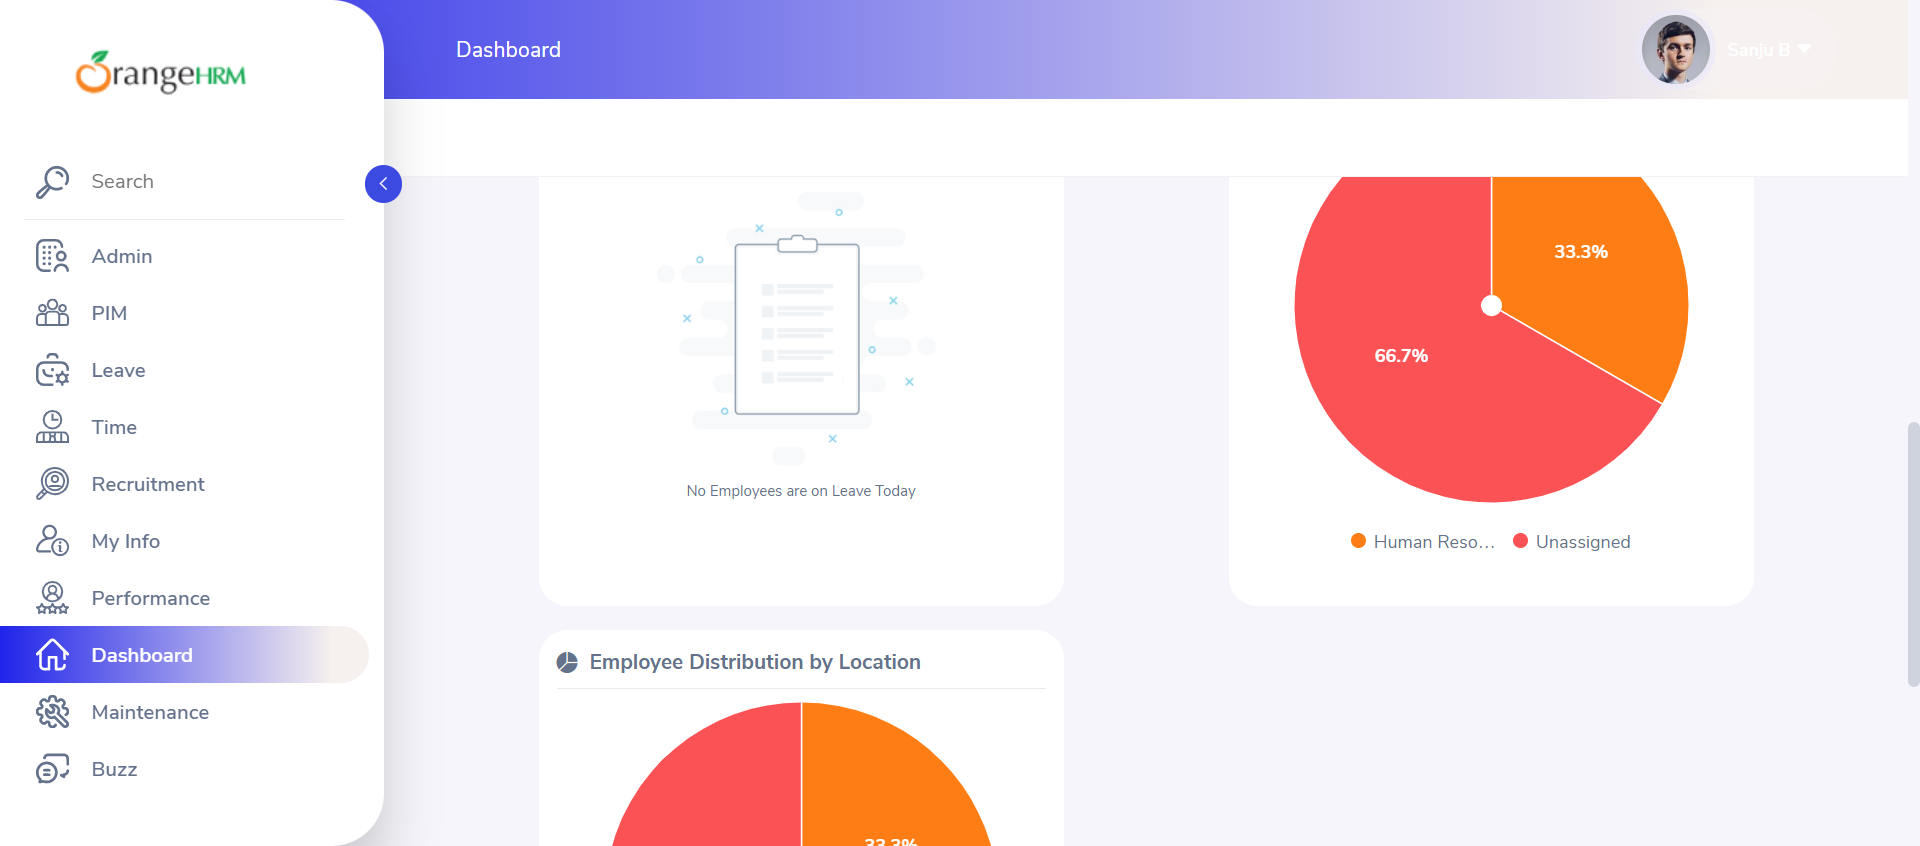 OrangeHRM
Dashboard
Sanju B
Search
Admin
PIM
Leave
Time
Recruitment
My Info
Performance
Dashboard
Maintenance
Buzz
No Employees are on Leave Today
33.3%
66.7%
Human Reso...
Unassigned
Employee Distribution by Location
33.3%